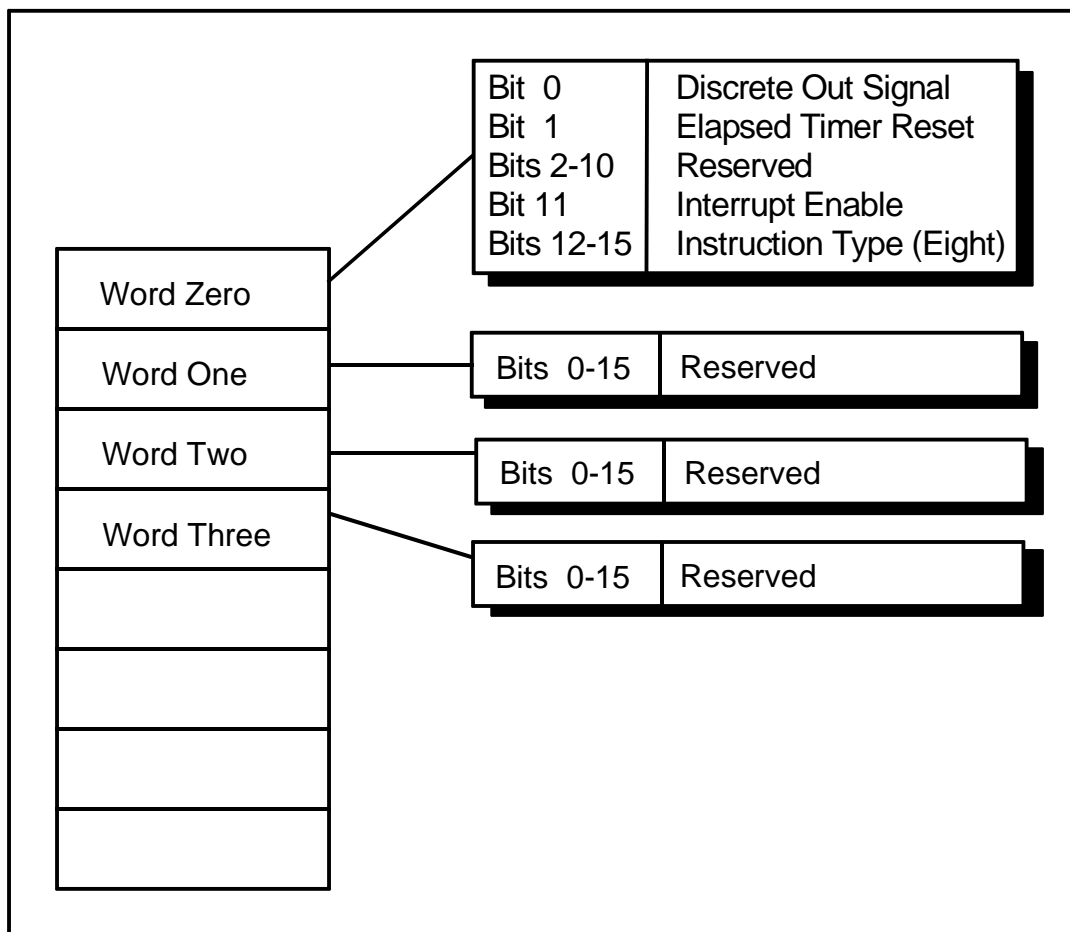 Bit 0 Discrete Out Signal
Bit 1 Elapsed Timer Reset
Bits 2-10 Reserved
Bit 11 Interrupt Enable
Bits 12-15 Instruction Type (Eight)
Word Zero
Word One
Bits 0-15 Reserved
Word Two
Bits 0-15 Reserved
Word Three
Bits 0-15 Reserved